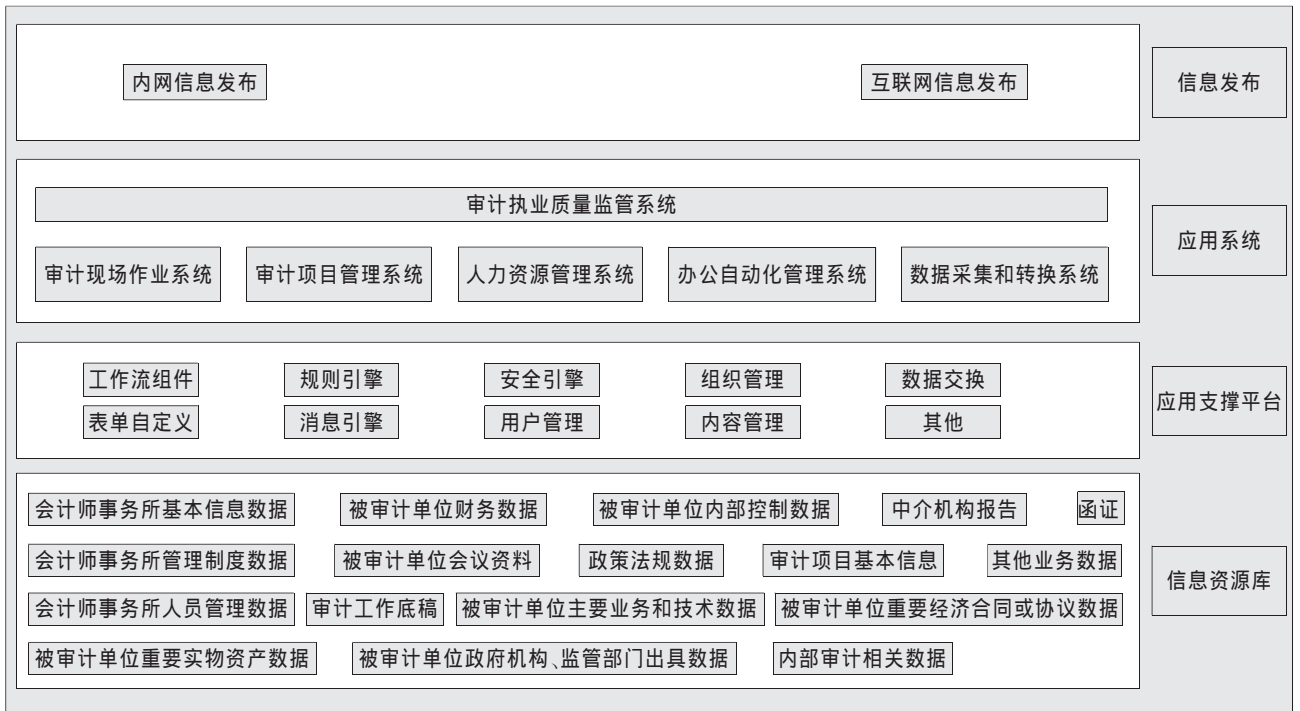 内网信息发布
互联网信息发布
信息发布
审计执业质量监管系统
审计现场作业系统
审计项目管理系统
人力资源管理系统
办公自动化管理系统
数据采集和转换系统
应用系统
工作流组件
规则引擎
安全引擎
组织管理
数据交换
表单自定义
消息引擎
用户管理
内容管理
其他
应用支撑平台
会计师事务所基本信息数据
被审计单位财务数据
被审计单位内部控制数据
中介机构报告
函证
会计师事务所管理制度数据
被审计单位会议资料
政策法规数据
审计项目基本信息
其他业务数据
会计师事务所人员管理数据
审计工作底稿
被审计单位主要业务和技术数据
被审计单位重要经济合同或协议数据
被审计单位重要实物资产数据
被审计单位政府机构、监管部门出具数据
内部审计相关数据
信息资源库